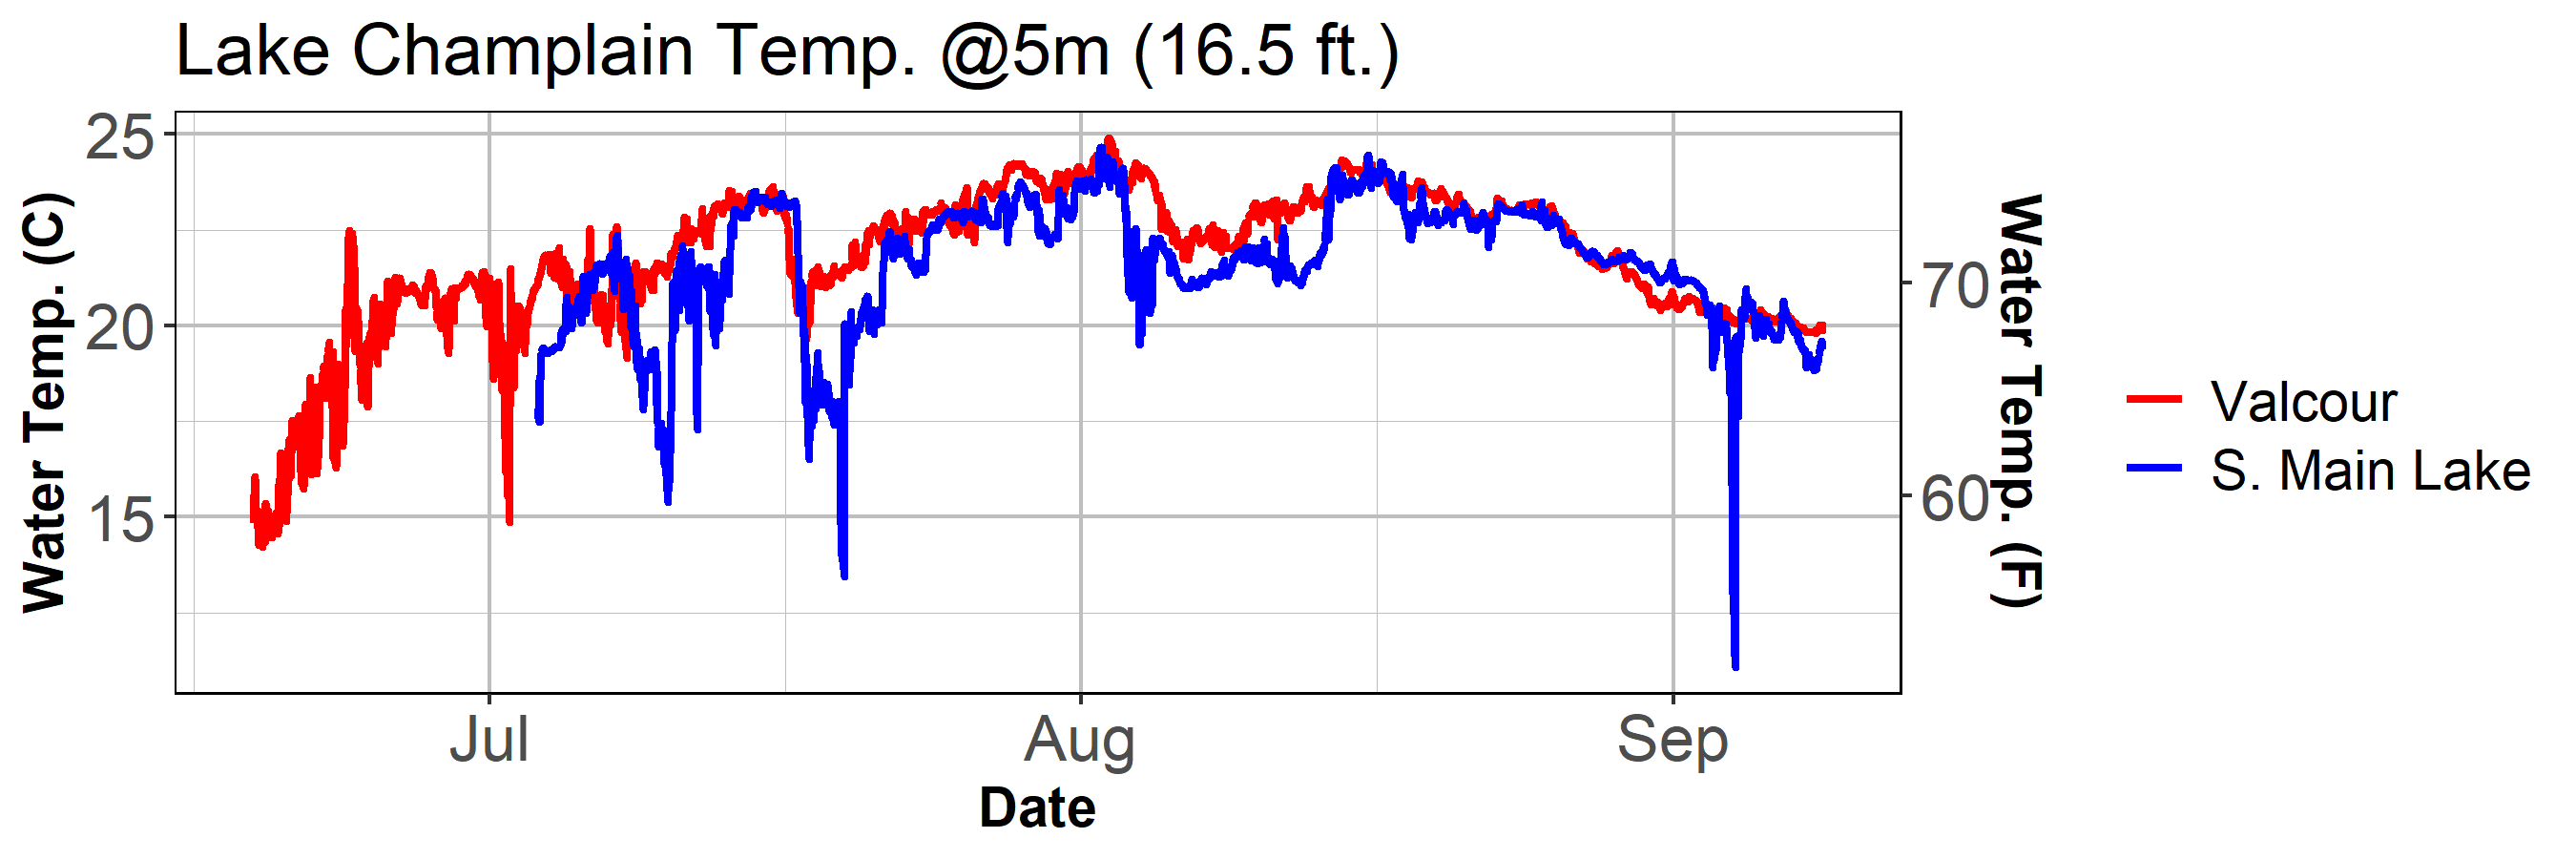 Lake Champlain Temp. @5m (16.5 ft.)
Water Temp. (C)
25
20
15
Jul
Aug
Sep
Date
70
60
Water Temp. (F)
Valcour
S. Main Lake